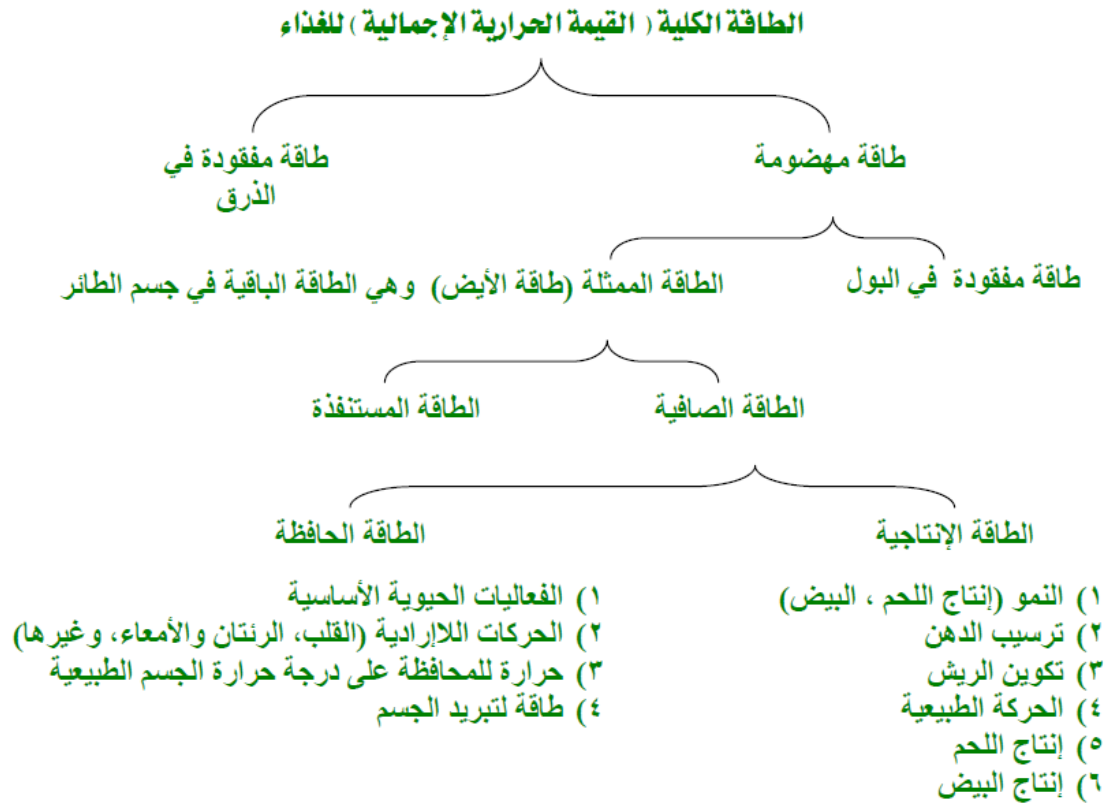 الطاقة الكلية ( القيمة الحرارية الإجمالية ) للغذاء
طاقة مهضومة
طاقة مفقودة في
الذرق
طاقة مفقودة في البول
الطاقة الممثلة (طاقة الأيض) وهي الطاقة الباقية في جسم الطائر
الطاقة الصافية
الطاقة المستنفذة
الطاقة الإنتاجية
١) النمو (إنتاج اللحم ، البيض)
٢) ترسيب الدهن
٣) تكوين الريش
٤) الحركة الطبيعية
٥) إنتاج اللحم
٦) إنتاج البيض
الطاقة الحافظة
١) الفعاليات الحيوية الأساسية
٢) الحركات اللاإرادية (القلب، الرئتان والأمعاء، وغيرها)
٣) حرارة للمحافظة على درجة حرارة الجسم الطبيعية
٤) طاقة لتبريد الجسم